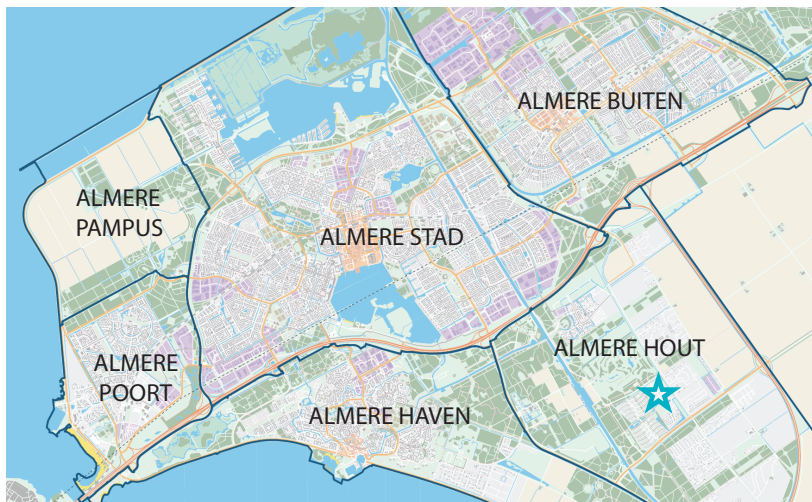 ALMERE BUITEN
ALMERE
PAMPUS
ALMERE STAD
ALMERE HOUT
ALMERE
POORT
ALMERE HAVEN